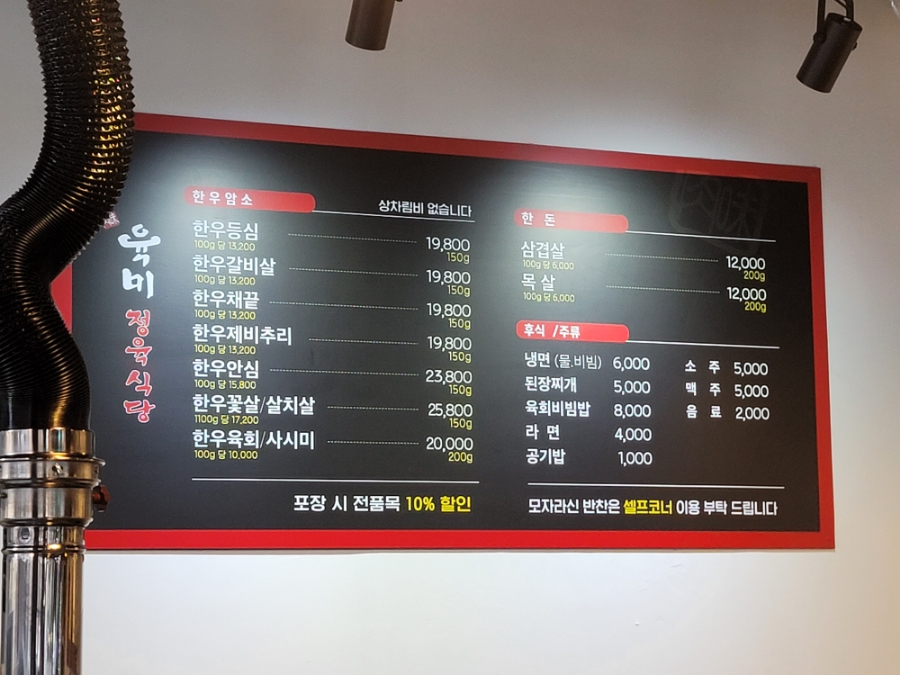 육비
정육식당
한우암소
상차림비 없습니다
한우등심 19,800
100g 당 13,200 150g
한우갈비살 19,800
100g 당 13,200 150g
한우채끝 19,800
100g 당 13,200 150g
한우제비추리 19,800
100g 당 13,200 150g
한우안심 23,800
100g 당 15,800 150g
한우꽃살/살치살 25,800
1100g 당 17,200 150g
한우육회/사시미 20,000
100g 당 10,000 200g
포장 시 전품목 10% 할인
한 돈
삼겹살 12,000
100g 당 6,000 200g
목 살 12,000
100g 당 6,000 200g
후식 /주류
냉면 (물.비빔) 6,000 소 주 5,000
된장찌개 5,000 맥 주 5,000
육회비빔밥 8,000 음 료 2,000
라 면 4,000
공기밥 1,000
모자라신 반찬은 셀프코너 이용 부탁 드립니다